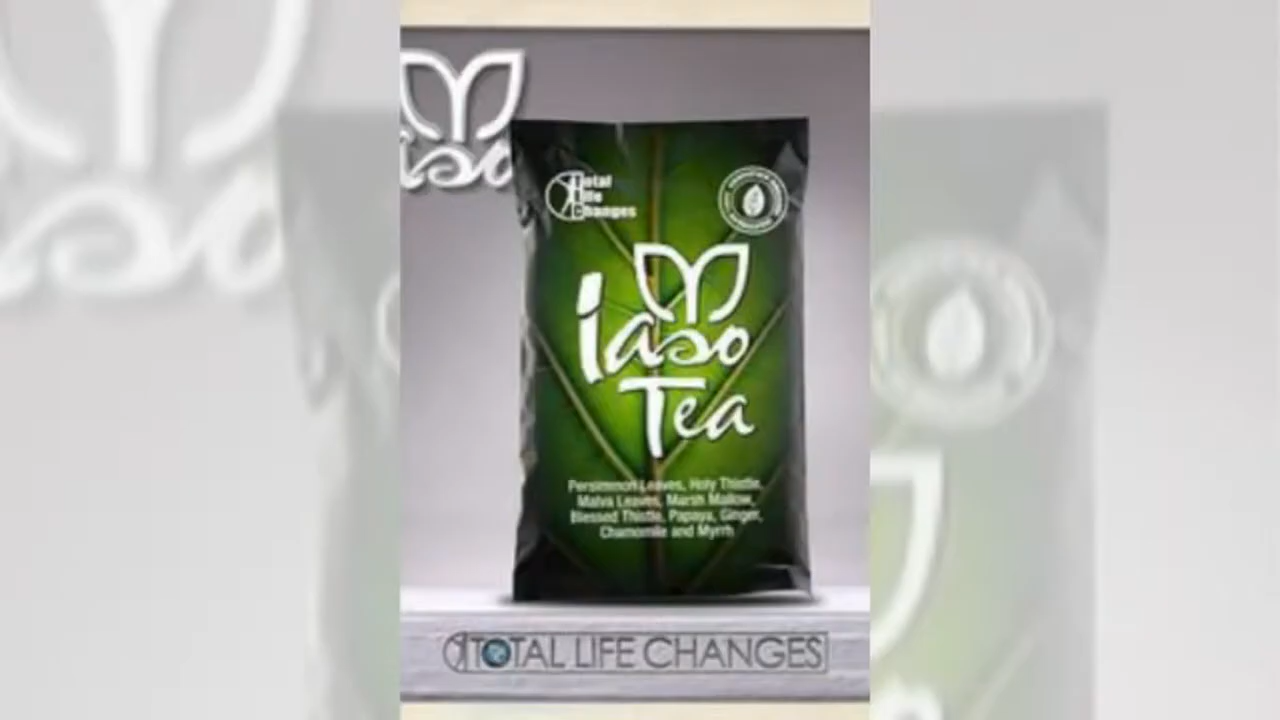 iaso
Total
Life
Changes
Iaso
Tea
Persimmon Leaves, Holy Thistle,
Malva Leaves, Marsh Mallow,
Blessed Thistle, Papaya, Ginger,
Chamomile and Myrrh
TOTAL LIFE CHANGES